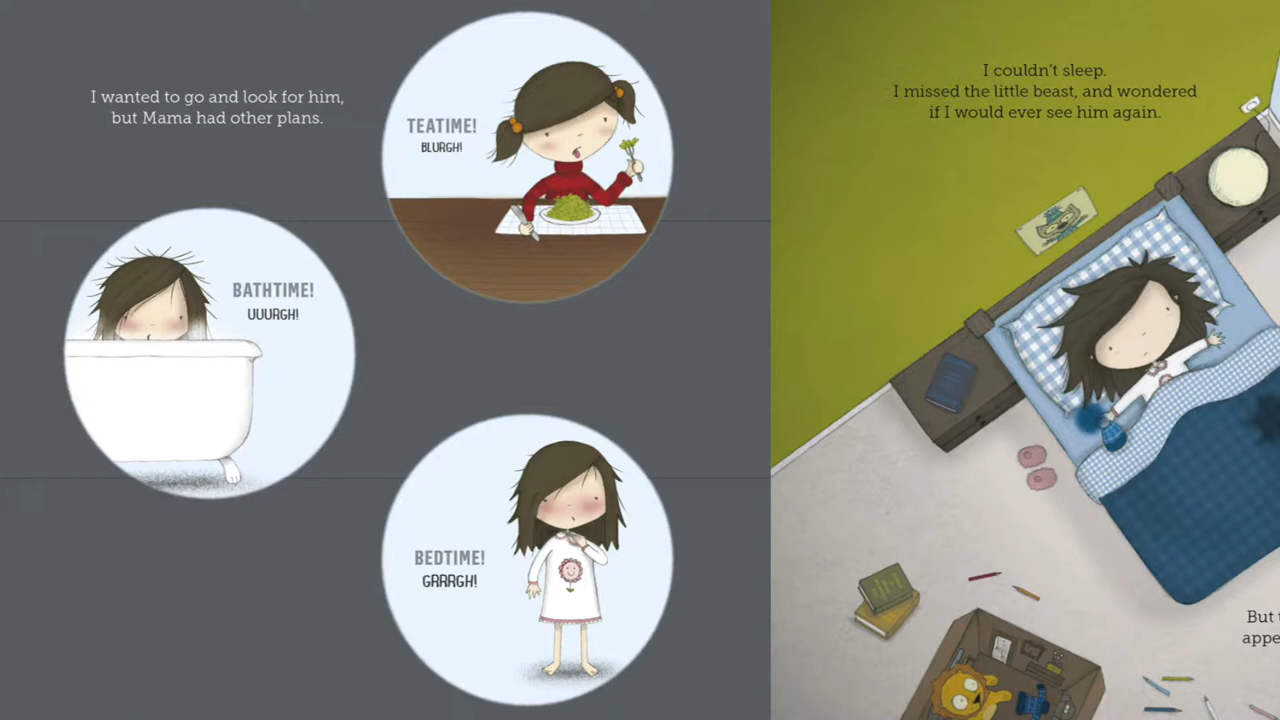 I wanted to go and look for him,
but Mama had other plans.
TEATIME!
BLURGH!
BATHTIME!
UUURGH!
BEDTIME!
GRRRGH!
I couldn't sleep.
I missed the little beast, and wondered
if I would ever see him again.
But